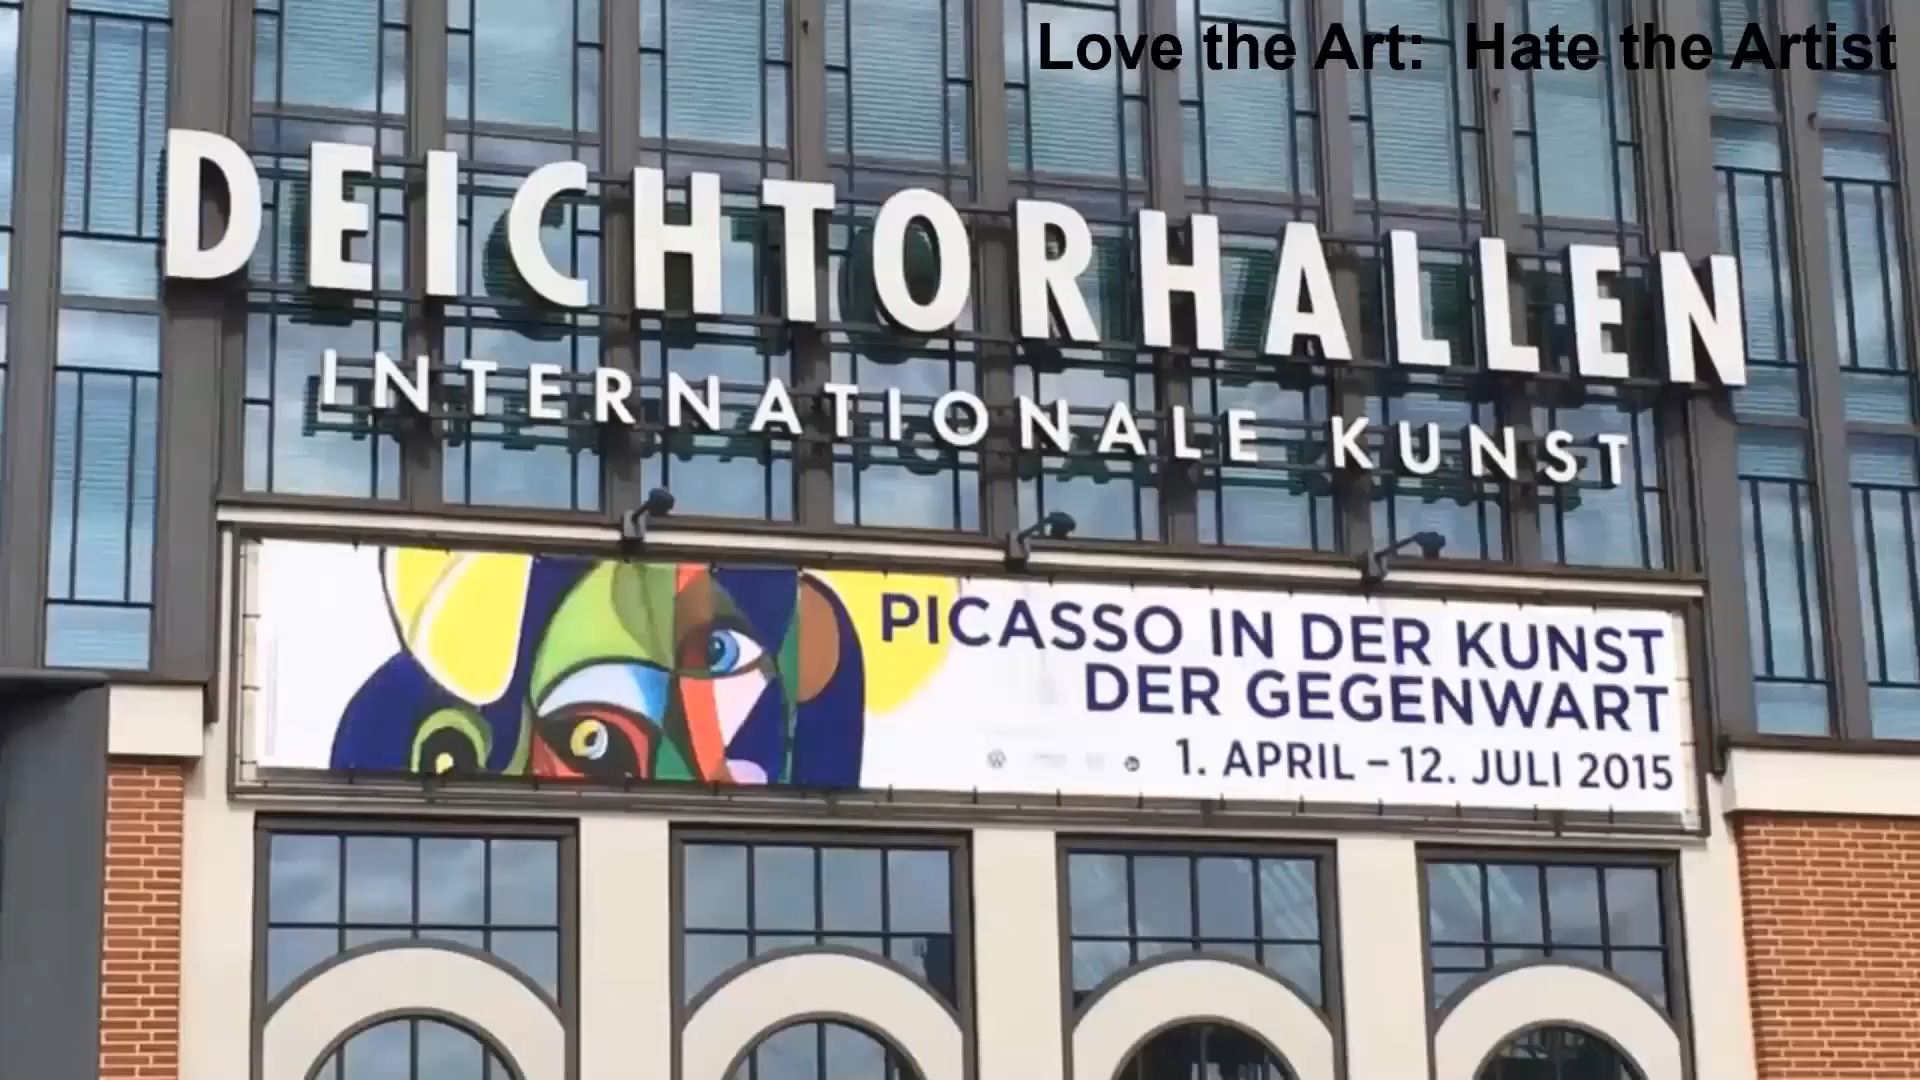 Love the Art: Hate the Artist
DEICHTORHALLEN
INTERNATIONALE KUNST
PICASSO IN DER KUNST
DER GEGENWART
1. APRIL – 12. JULI 2015